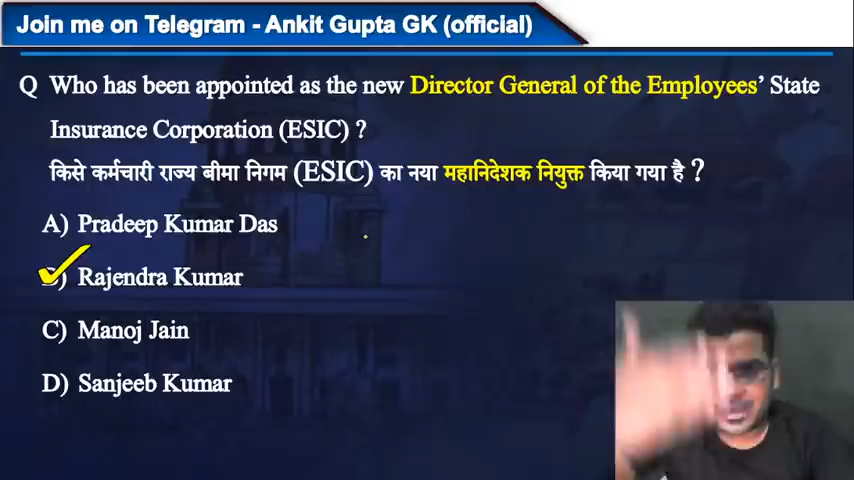 Join me on Telegram - Ankit Gupta GK (official)
Q Who has been appointed as the new Director General of the Employees' State
Insurance Corporation (ESIC) ?
किसे कर्मचारी राज्य बीमा निगम (ESIC) का नया महानिदेशक नियुक्त किया गया है ?
A) Pradeep Kumar Das
) Rajendra Kumar
C) Manoj Jain
D) Sanjeeb Kumar